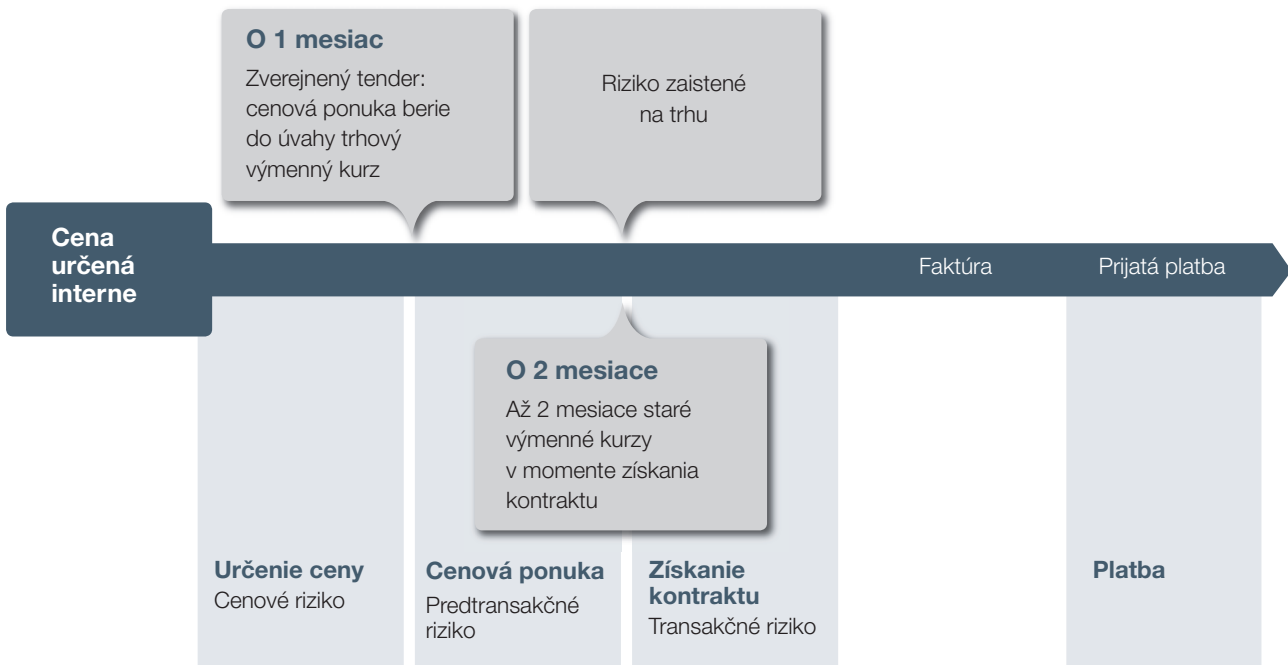 O 1 mesiac
Zverejnený tender:
cenová ponuka berie
do úvahy trhový
výmenný kurz
Riziko zaistené
na trhu
Cena
určená
interne
Faktúra
Prijatá platba
O 2 mesiace
Až 2 mesiace staré
výmenné kurzy
v momente získania
kontraktu
Určenie ceny
Cenové riziko
Cenová ponuka
Predtransakčné
riziko
Získanie
kontraktu
Transakčné riziko
Platba